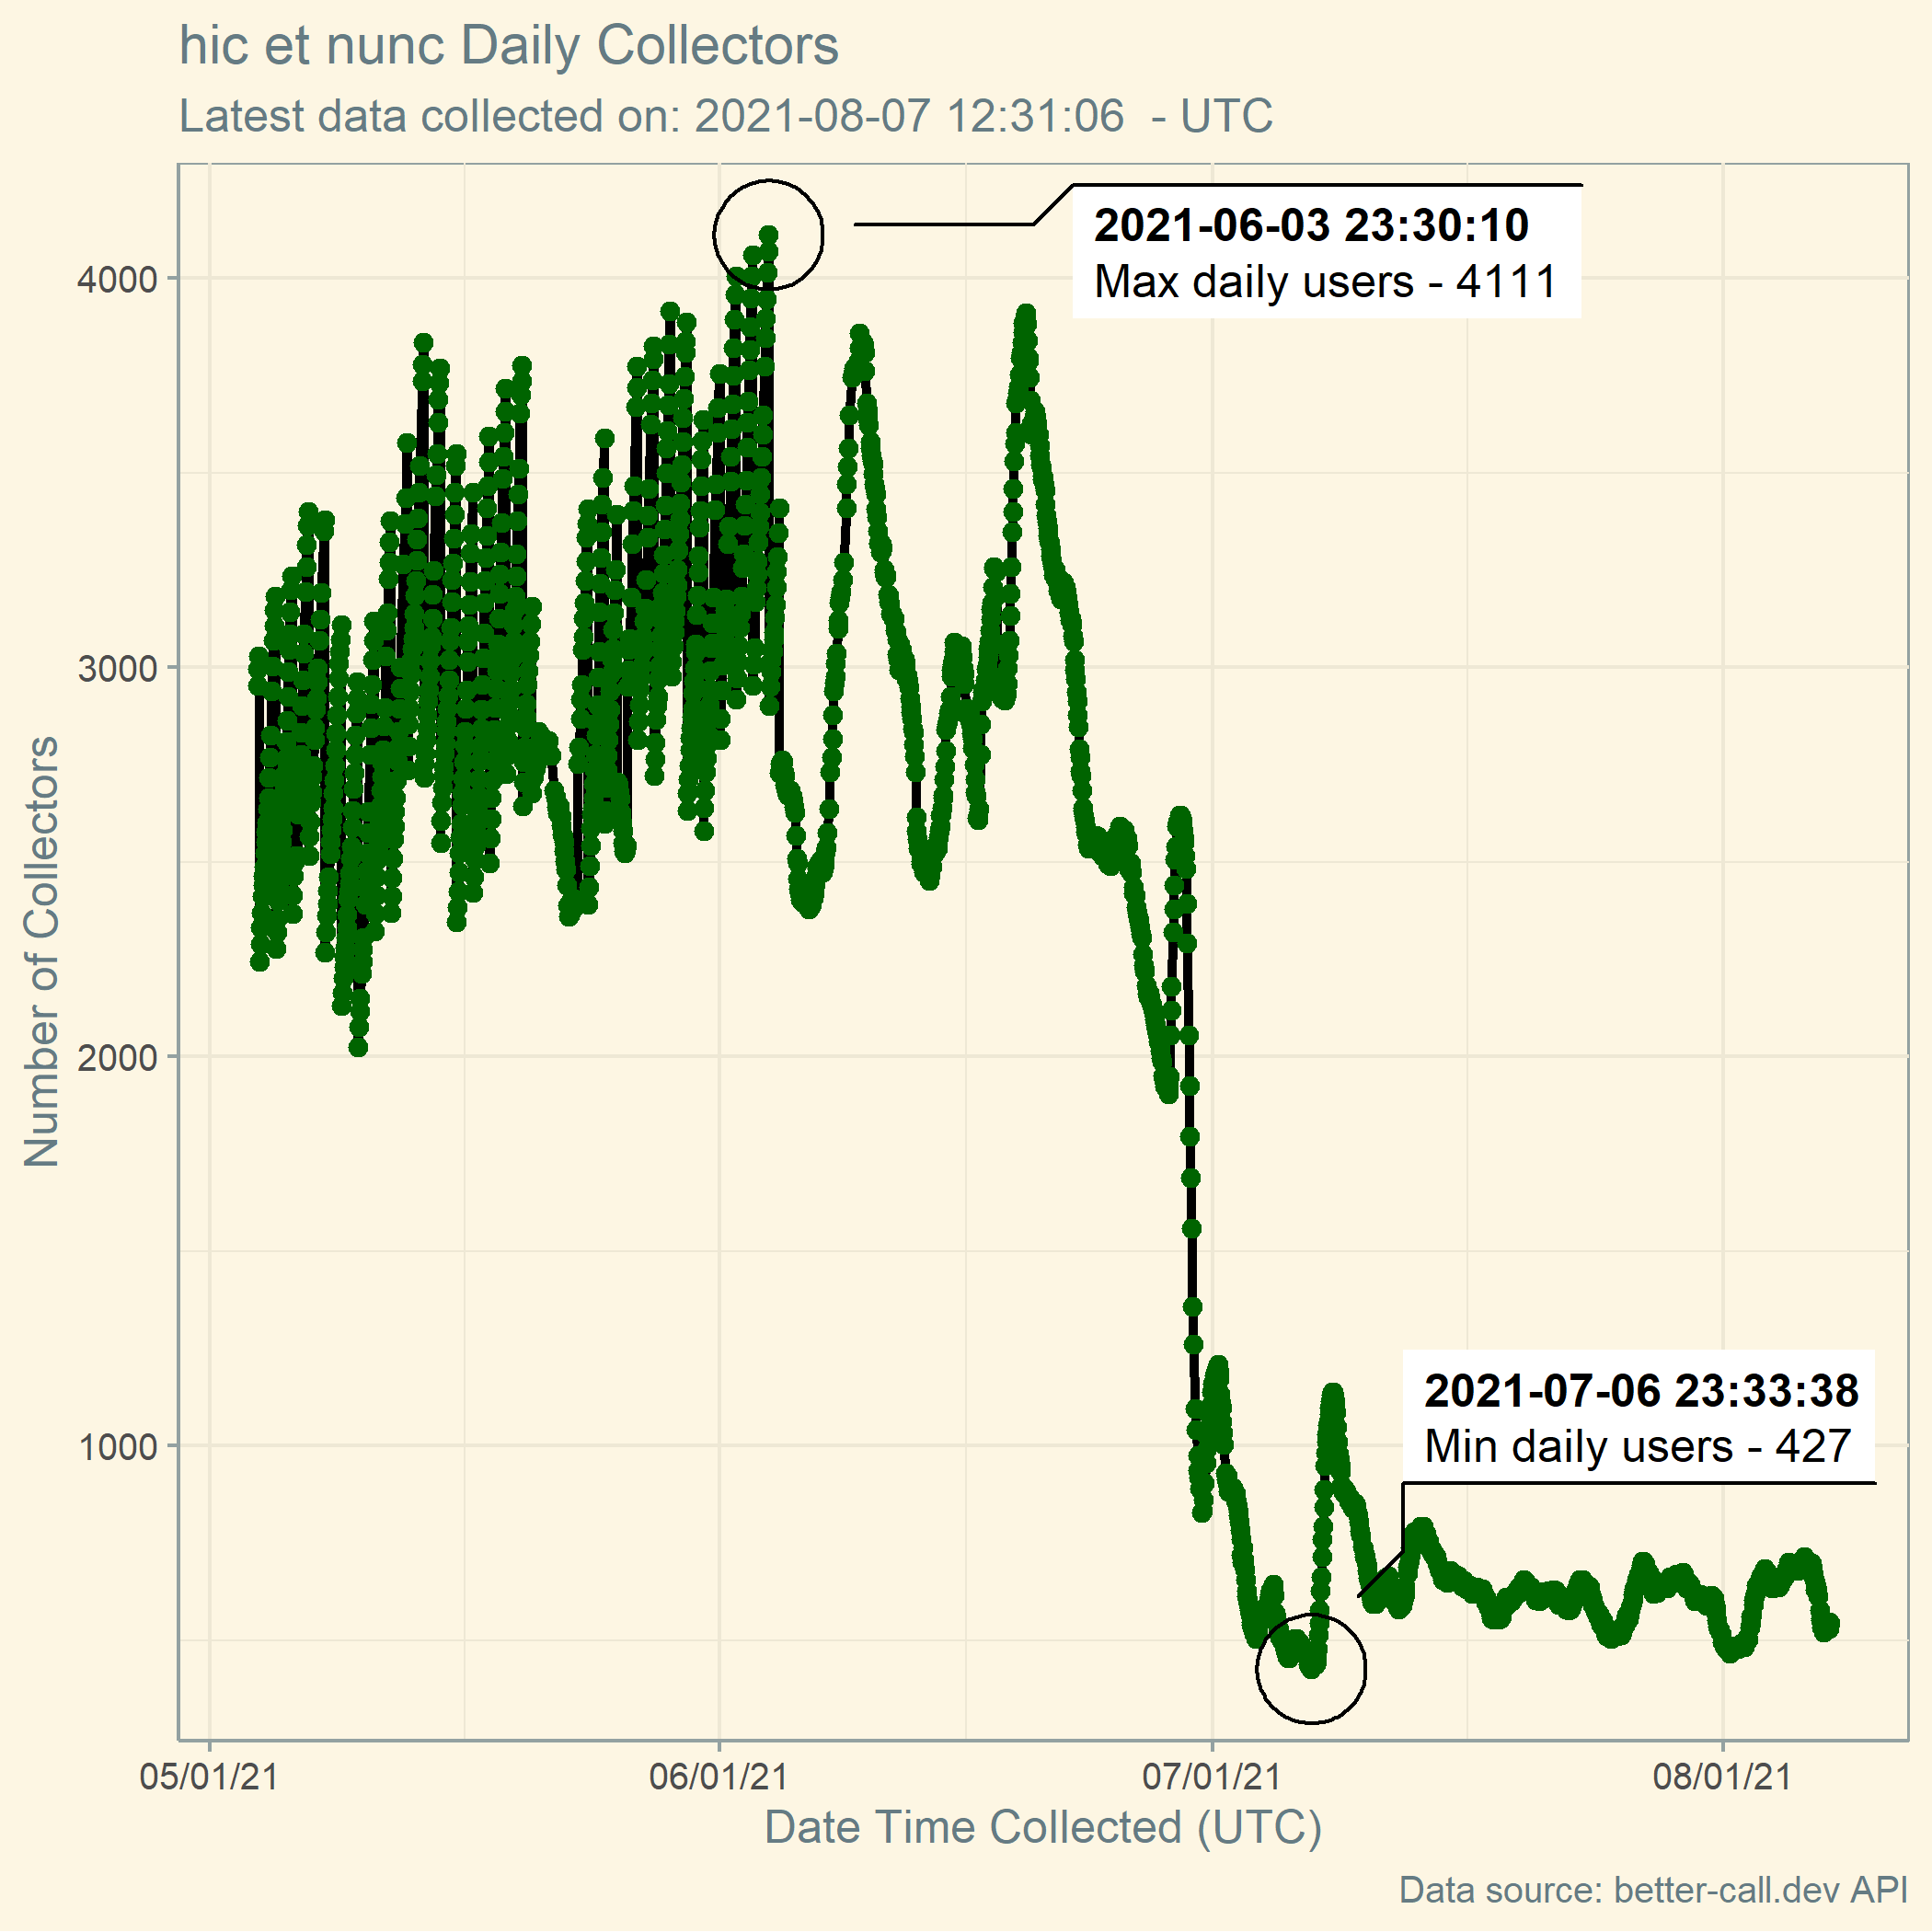 hic et nunc Daily Collectors
Latest data collected on: 2021-08-07 12:31:06  - UTC
2021-06-03 23:30:10
Max daily users - 4111
4000
3000
2000
1000
Number of Collectors
2021-07-06 23:33:38
Min daily users - 427
05/01/21 06/01/21 07/01/21 08/01/21
Date Time Collected (UTC)
Data source: better-call.dev API